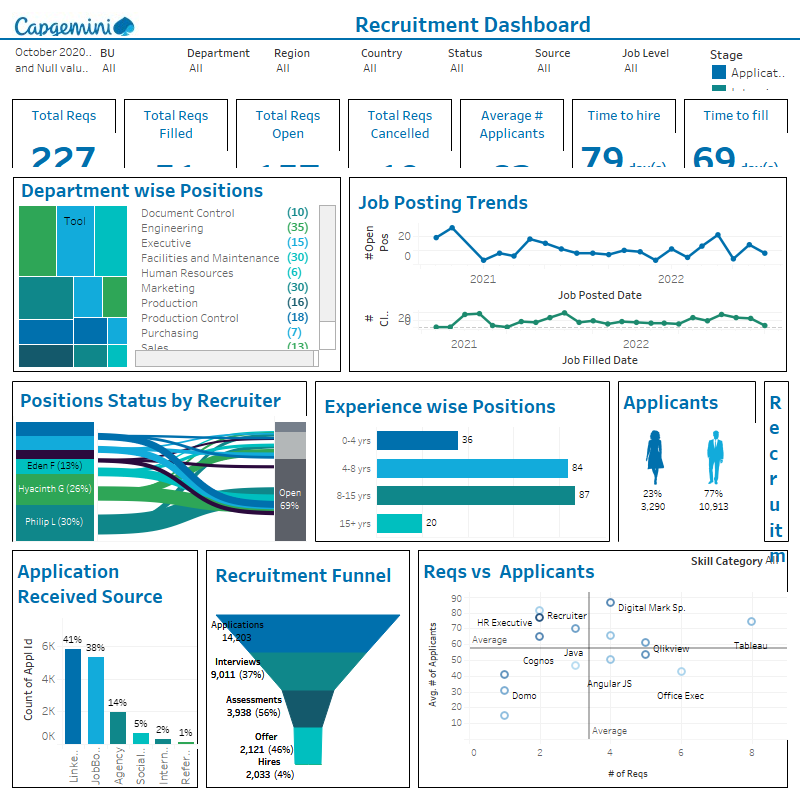 Capgemini
Recruitment Dashboard
October 2020.. and Null valu..
BU All
Department All
Region All
Country All
Status All
Source All
Job Level All
Stage
Applicat..
Total Reqs
227
Total Reqs Filled
Total Reqs Open
Total Reqs Cancelled
Average # Applicants
Time to hire
79 day(s)
Time to fill
69 day(s)
Department wise Positions
Tool
Document Control (10)
Engineering (35)
Executive (15)
Facilities and Maintenance (30)
Human Resources (6)
Marketing (30)
Production (16)
Production Control (18)
Purchasing (7)
Sales (13)
Job Posting Trends
#Open Pos
20
0
2021
2022
Job Posted Date
# Cl..
20
0
2021
2022
Job Filled Date
Positions Status by Recruiter
Eden F (13%)
Hyacinth G (26%)
Philip L (30%)
Open
69%
Experience wise Positions
0-4 yrs 36
4-8 yrs 84
8-15 yrs 87
15+ yrs 20
Applicants
23% 77%
3,290 10,913
Recruitm
Application
Received Source
Count of Appl Id
6K
4K
2K
0K
41%
38%
14%
5%
2%
1%
Linke..
JobBo..
Agency
Social..
Intern..
Refer..
Recruitment Funnel
Applications
14,203
Interviews
9,011 (37%)
Assessments
3,938 (56%)
Offer
2,121 (46%)
Hires
2,033 (4%)
Reqs vs Applicants
Skill Category All
Avg. # of Applicants
90
80
70
60
50
40
30
20
10
HR Executive
Recruiter
Digital Mark Sp.
Average
Java
Qlikview
Tableau
Cognos
Domo
Angular JS
Office Exec
Average
0 2 4 6 8
# of Reqs